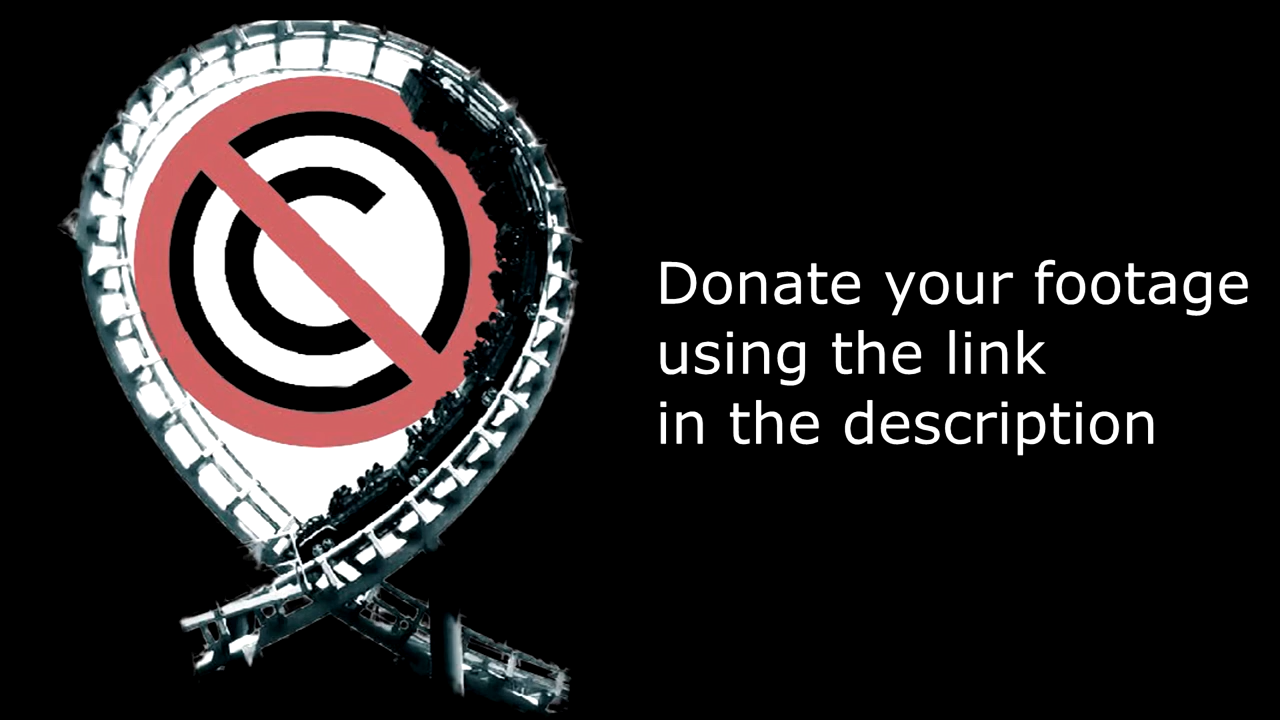 Donate your footage
using the link
in the description